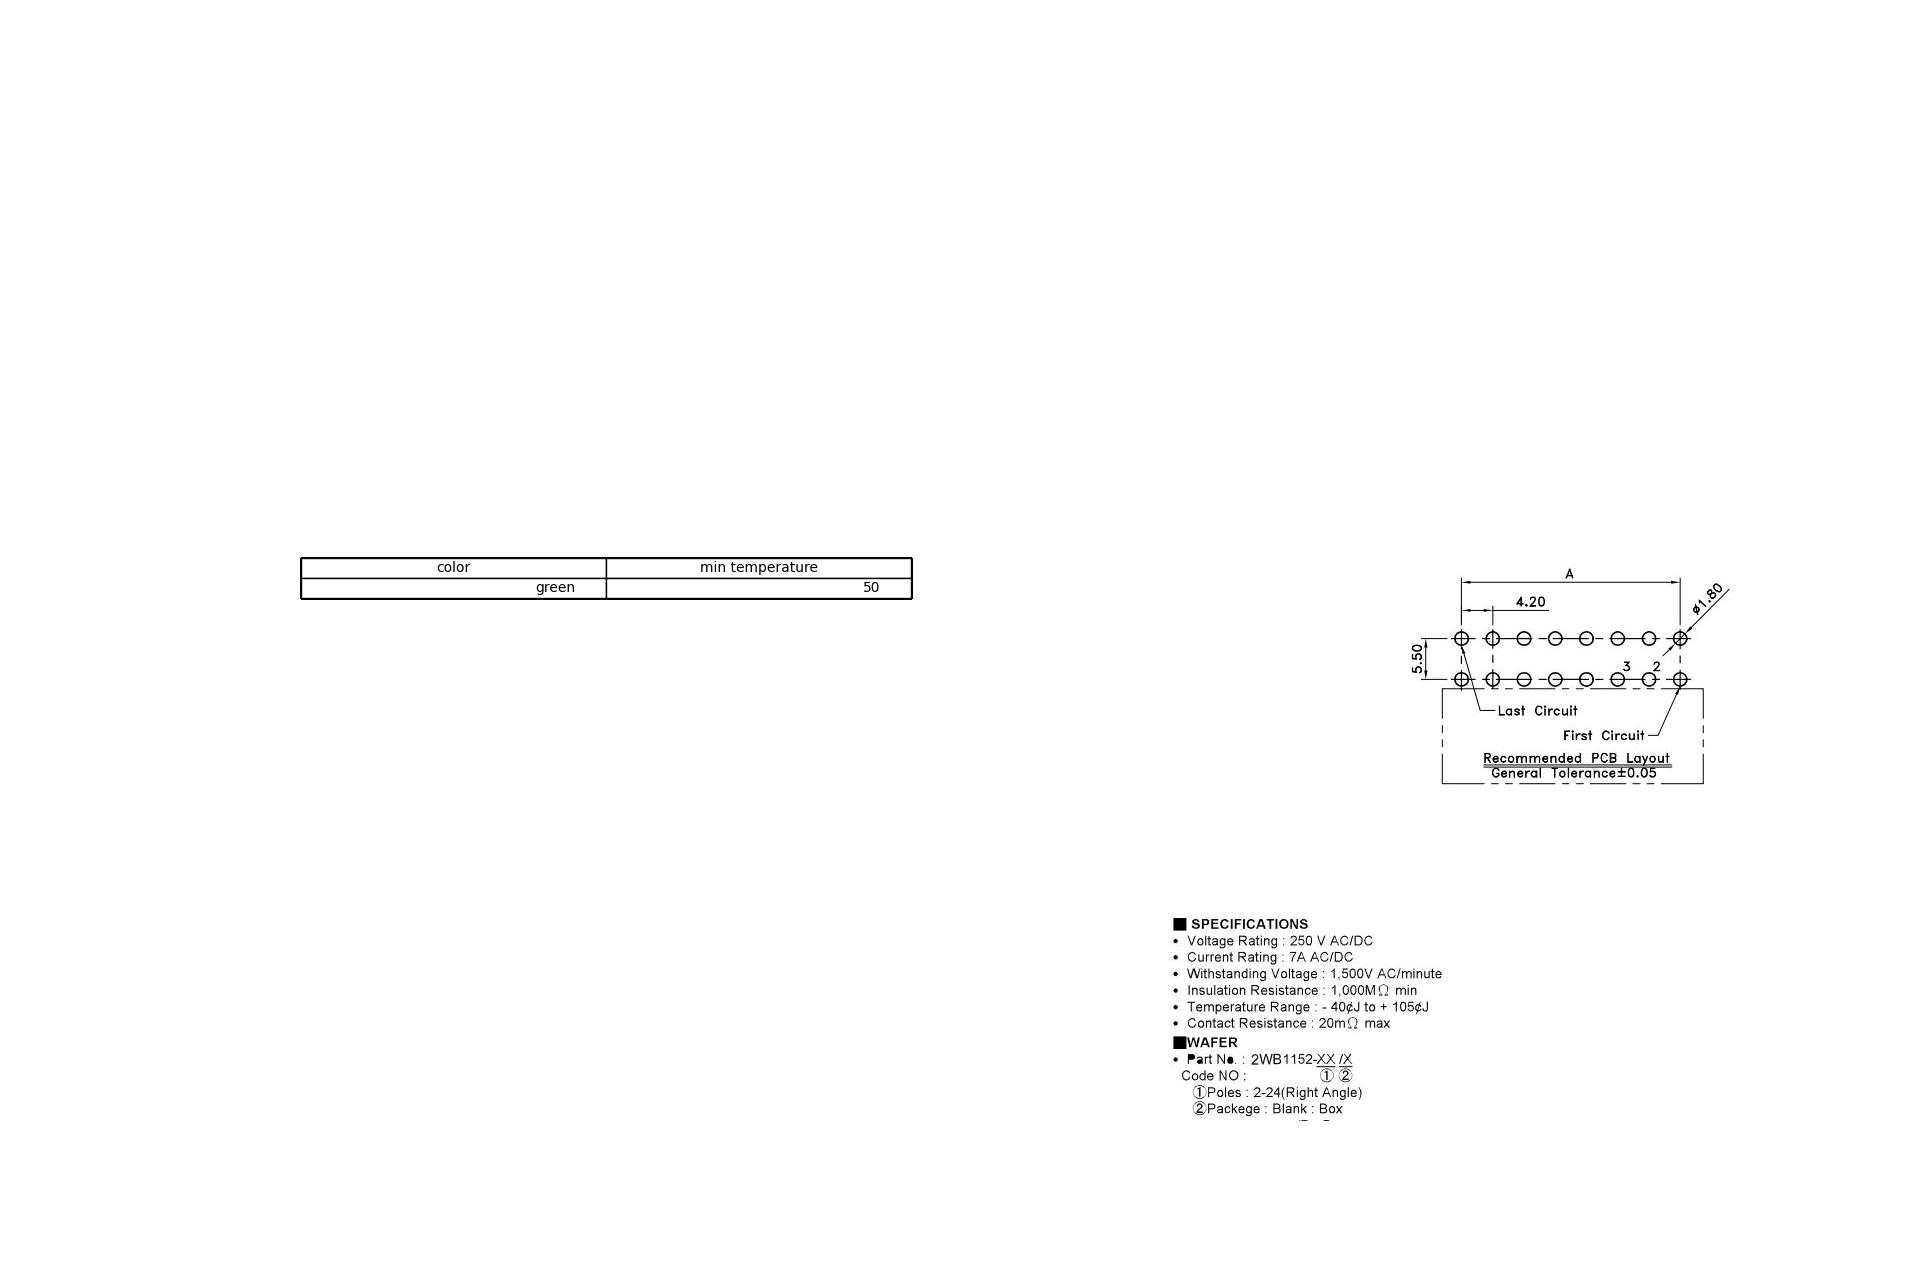 color min temperature
green 50
A
4.20
ø1.80
5.50
3 2
Last Circuit
First Circuit
Recommended PCB Layout
General Tolerance±0.05
■ SPECIFICATIONS
• Voltage Rating : 250 V AC/DC
• Current Rating : 7A AC/DC
• Withstanding Voltage : 1,500V AC/minute
• Insulation Resistance : 1,000MΩ min
• Temperature Range : - 40¢J to + 105¢J
• Contact Resistance : 20mΩ max
■WAFER
• Part No. : 2WB1152-XX /X
Code NO : ① ②
①Poles : 2-24(Right Angle)
②Packege : Blank : Box